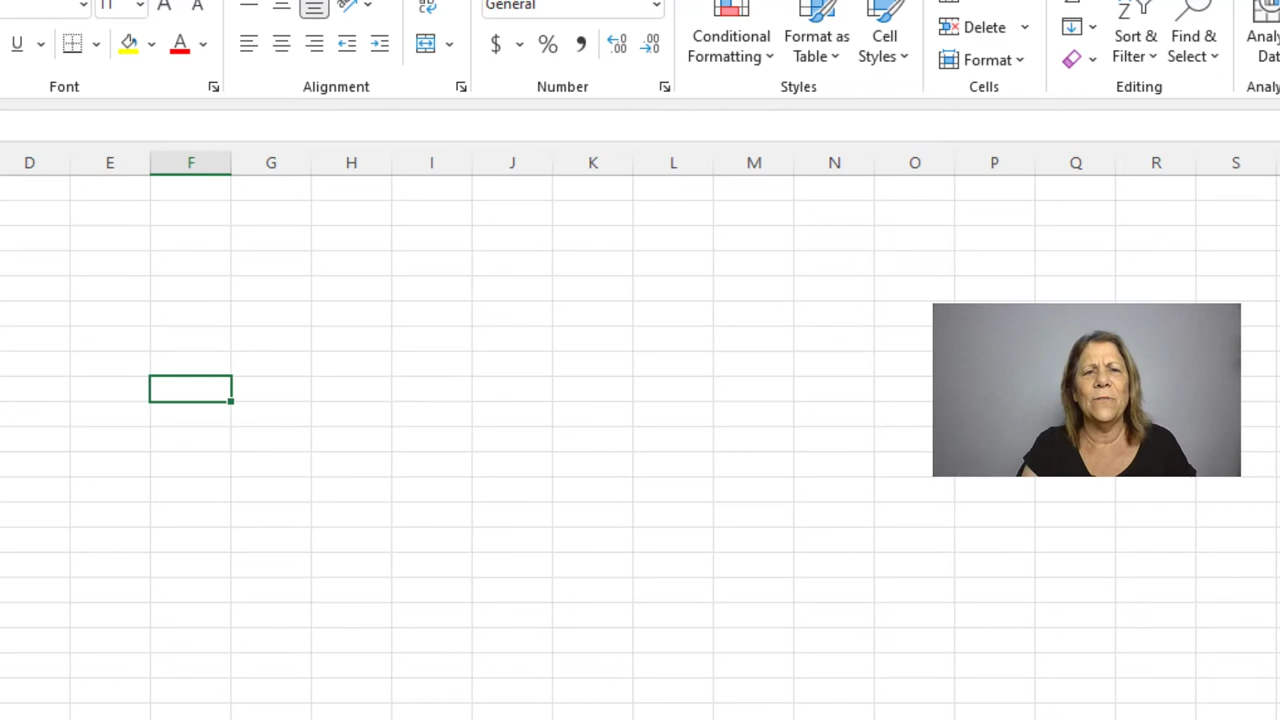 General
$ % 
U A
Conditional Formatting
Format as Table
Cell Styles
Delete
Format
Sort & Filter
Find & Select
Font
Alignment
Number
Styles
Cells
Editing
D E F G H I J K L M N O P Q R S